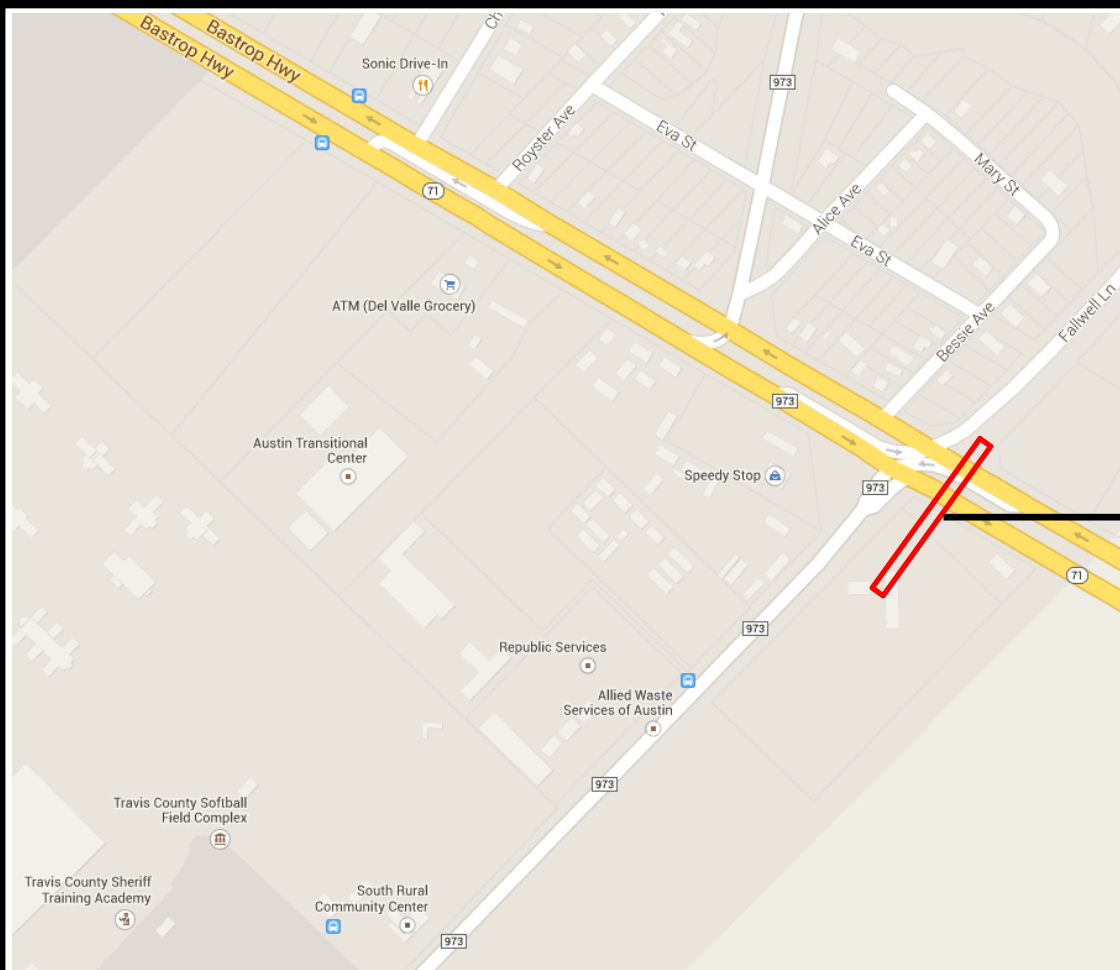 Bastrop Hwy
Bastrop Hwy
Ch
Sonic Drive-In
973
Royster Ave
Eva St
Mary St
71
Alice Ave
Eva St
ATM (Del Valle Grocery)
Fallwell Ln
Bessie Ave
973
Austin Transitional
Center
Speedy Stop
973
71
973
Republic Services
Allied Waste
Services of Austin
973
Travis County Softball
Field Complex
Travis County Sheriff
Training Academy
South Rural
Community Center
973